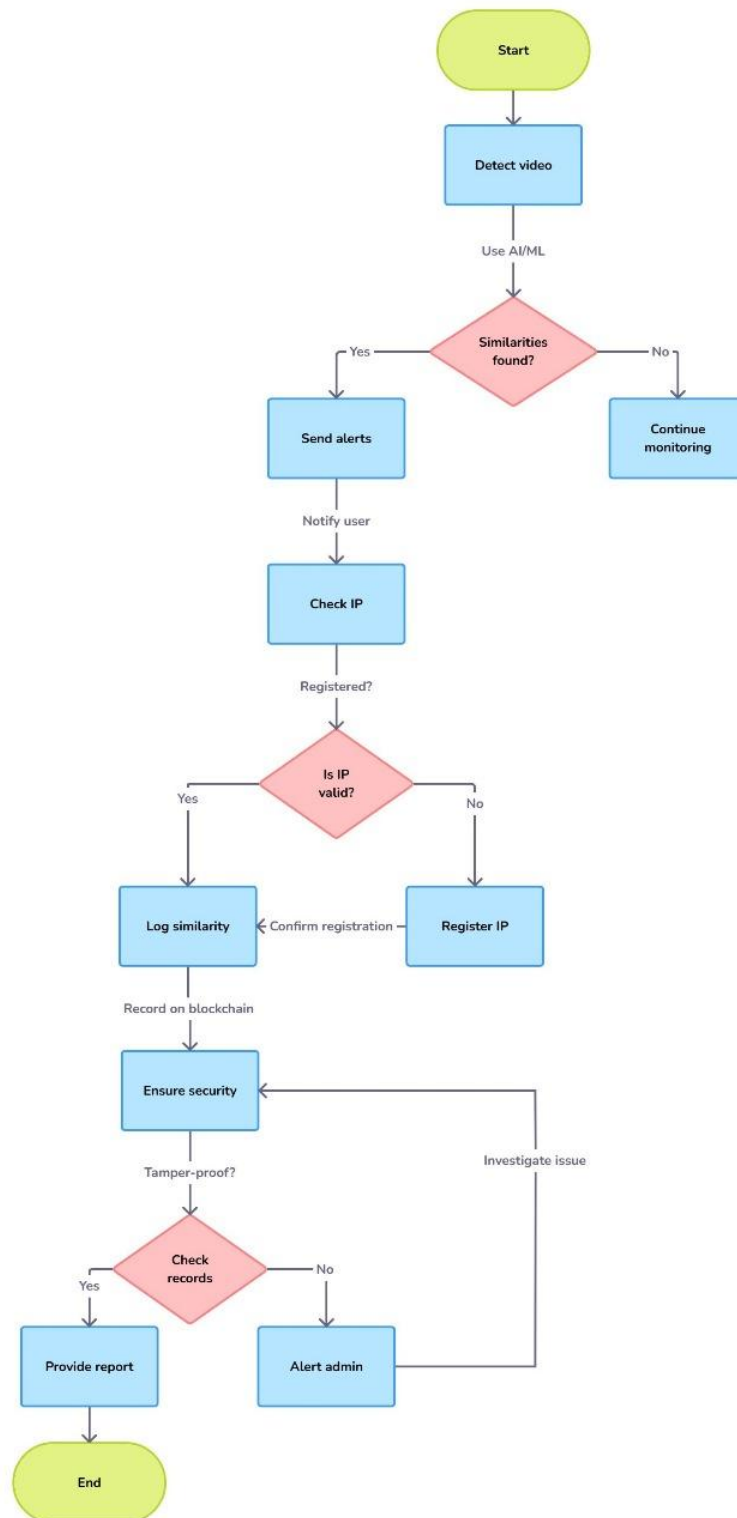 Start
Detect video
Use AI/ML
Similarities
found?
Yes
No
Send alerts
Continue
monitoring
Notify user
Check IP
Registered?
Is IP
valid?
Yes
No
Log similarity
Confirm registration
Register IP
Record on blockchain
Ensure security
Investigate issue
Tamper-proof?
Check
records
Yes
No
Provide report
Alert admin
End